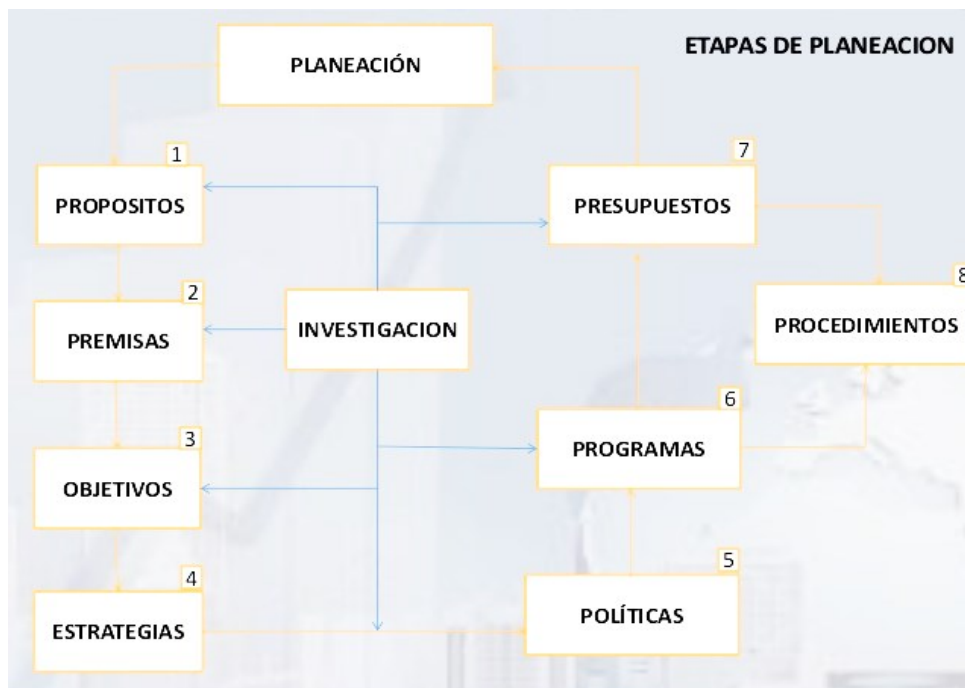 ETAPAS DE PLANEACION
PLANEACIÓN
1
PROPOSITOS
2
PREMISAS
3
OBJETIVOS
4
ESTRATEGIAS
INVESTIGACION
7
PRESUPUESTOS
8
PROCEDIMIENTOS
6
PROGRAMAS
5
POLÍTICAS